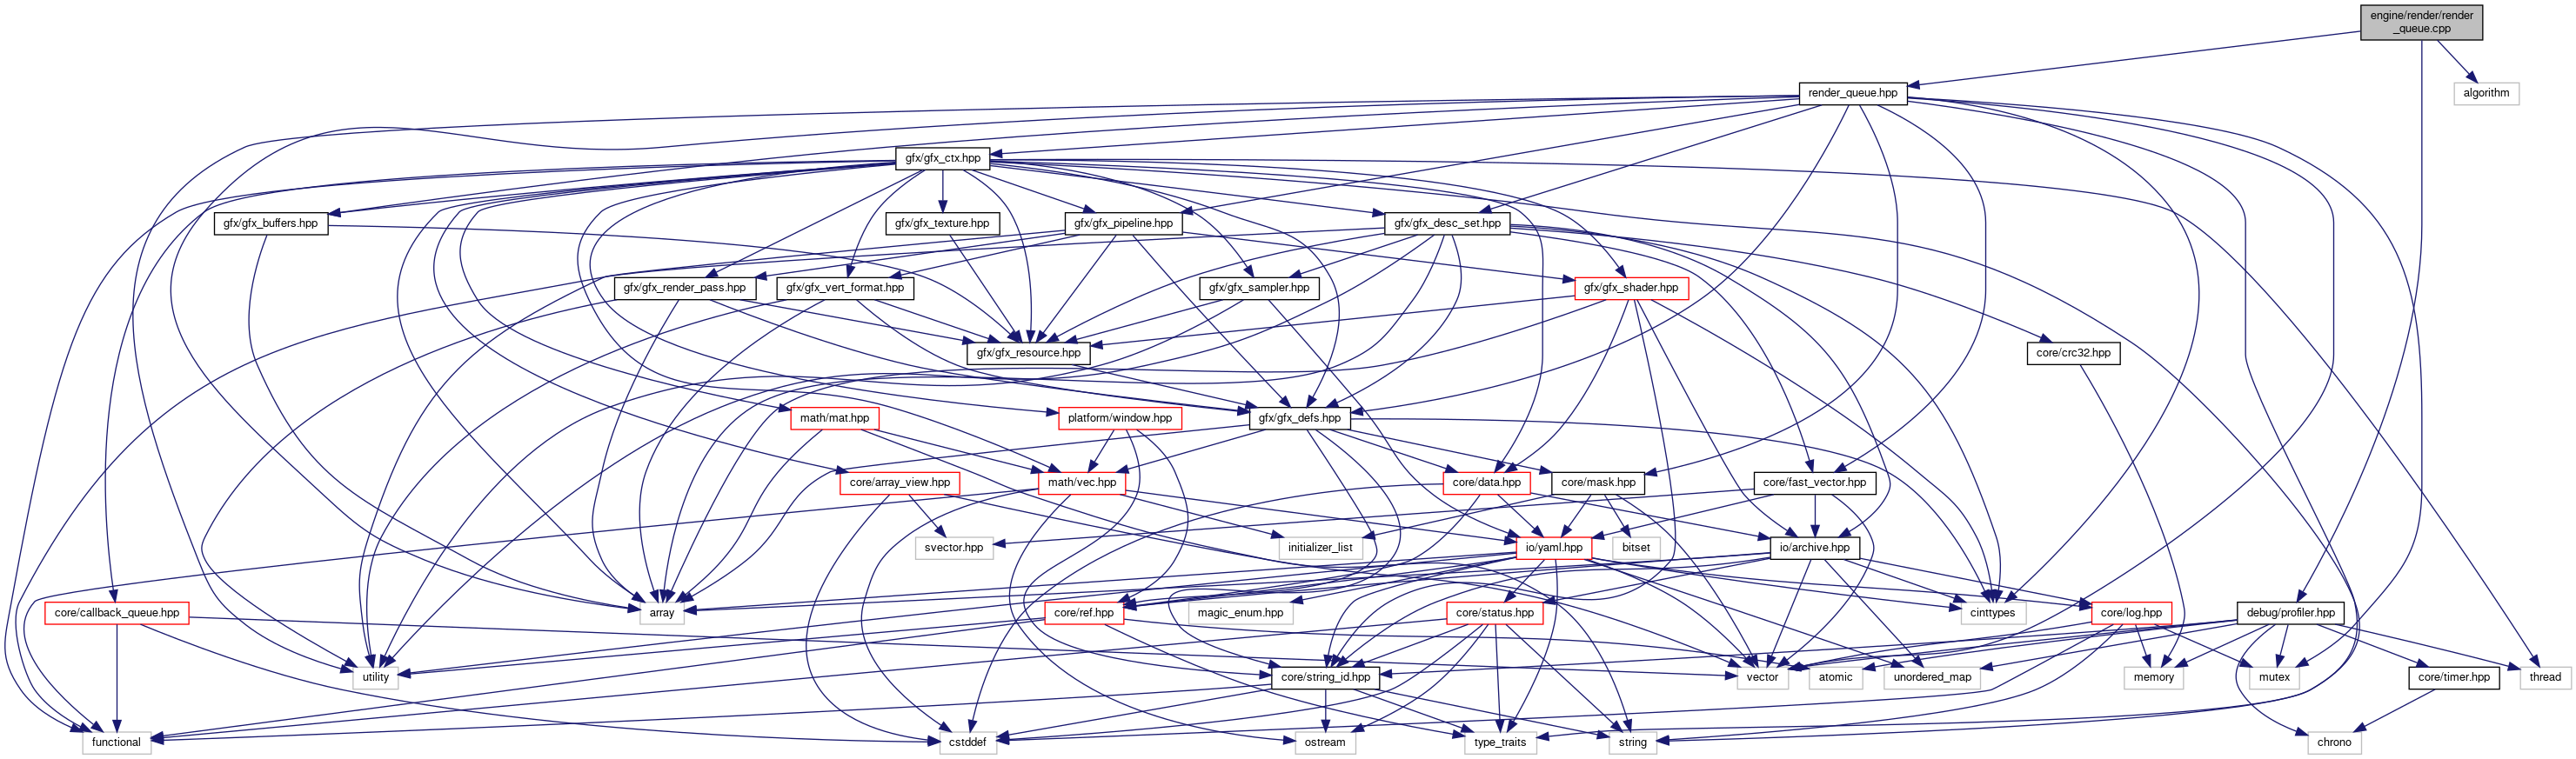 engine/render/render
_queue.cpp
render_queue.hpp
algorithm
gfx/gfx_ctx.hpp
gfx/gfx_buffers.hpp
gfx/gfx_texture.hpp
gfx/gfx_pipeline.hpp
gfx/gfx_desc_set.hpp
gfx/gfx_render_pass.hpp
gfx/gfx_vert_format.hpp
gfx/gfx_sampler.hpp
gfx/gfx_shader.hpp
gfx/gfx_resource.hpp
core/crc32.hpp
math/mat.hpp
platform/window.hpp
gfx/gfx_defs.hpp
core/array_view.hpp
math/vec.hpp
core/data.hpp
core/mask.hpp
core/fast_vector.hpp
svector.hpp
initializer_list
io/yaml.hpp
bitset
io/archive.hpp
core/callback_queue.hpp
array
core/ref.hpp
magic_enum.hpp
core/status.hpp
cinttypes
core/log.hpp
debug/profiler.hpp
utility
core/string_id.hpp
vector
atomic
unordered_map
memory
mutex
core/timer.hpp
thread
functional
cstddef
ostream
type_traits
string
chrono